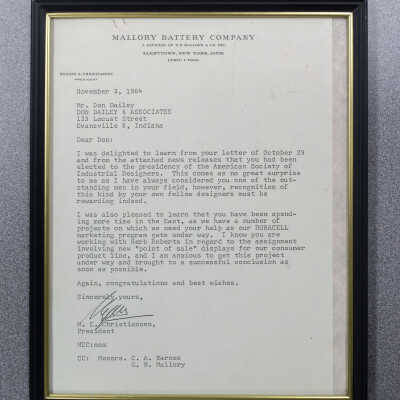 MALLORY BATTERY COMPANY
A DIVISION OF P. R. MALLORY & CO. INC.
NEW YORK,
PRESIDENT
November 3, 1964
Mr. Don Dailey
DON DAILEY & ASSOCIATES
133 Locust Street
Evansville 8, Indiana
Dear Don:
I was delighted to learn from your letter of October 29
and from the attached news releases that you had been
elected to the presidency of the American Society of
Industrial Designers. This comes as no great surprise
to me as I have always considered you one of the out-
standing men in your field, however, recognition of
this kind by your own fellow designers must be
rewarding indeed.
I was also pleased to learn that you have been spend-
ing more time in the East, as we have a number of
projects on which we need your help as our DURACELL
marketing program gets under way. I know you are
working with Herb Roberts in regard to the assignment
involving new "point of sale" displays for our consumer
product line, and I am anxious to get this project
under way and brought to a successful conclusion as
soon as possible.
Again, congratulations and best wishes.
Sincerely yours,
M. E. Christiansen,
President
CC: Messrs. C. A. Barnes
G. B. Mallory